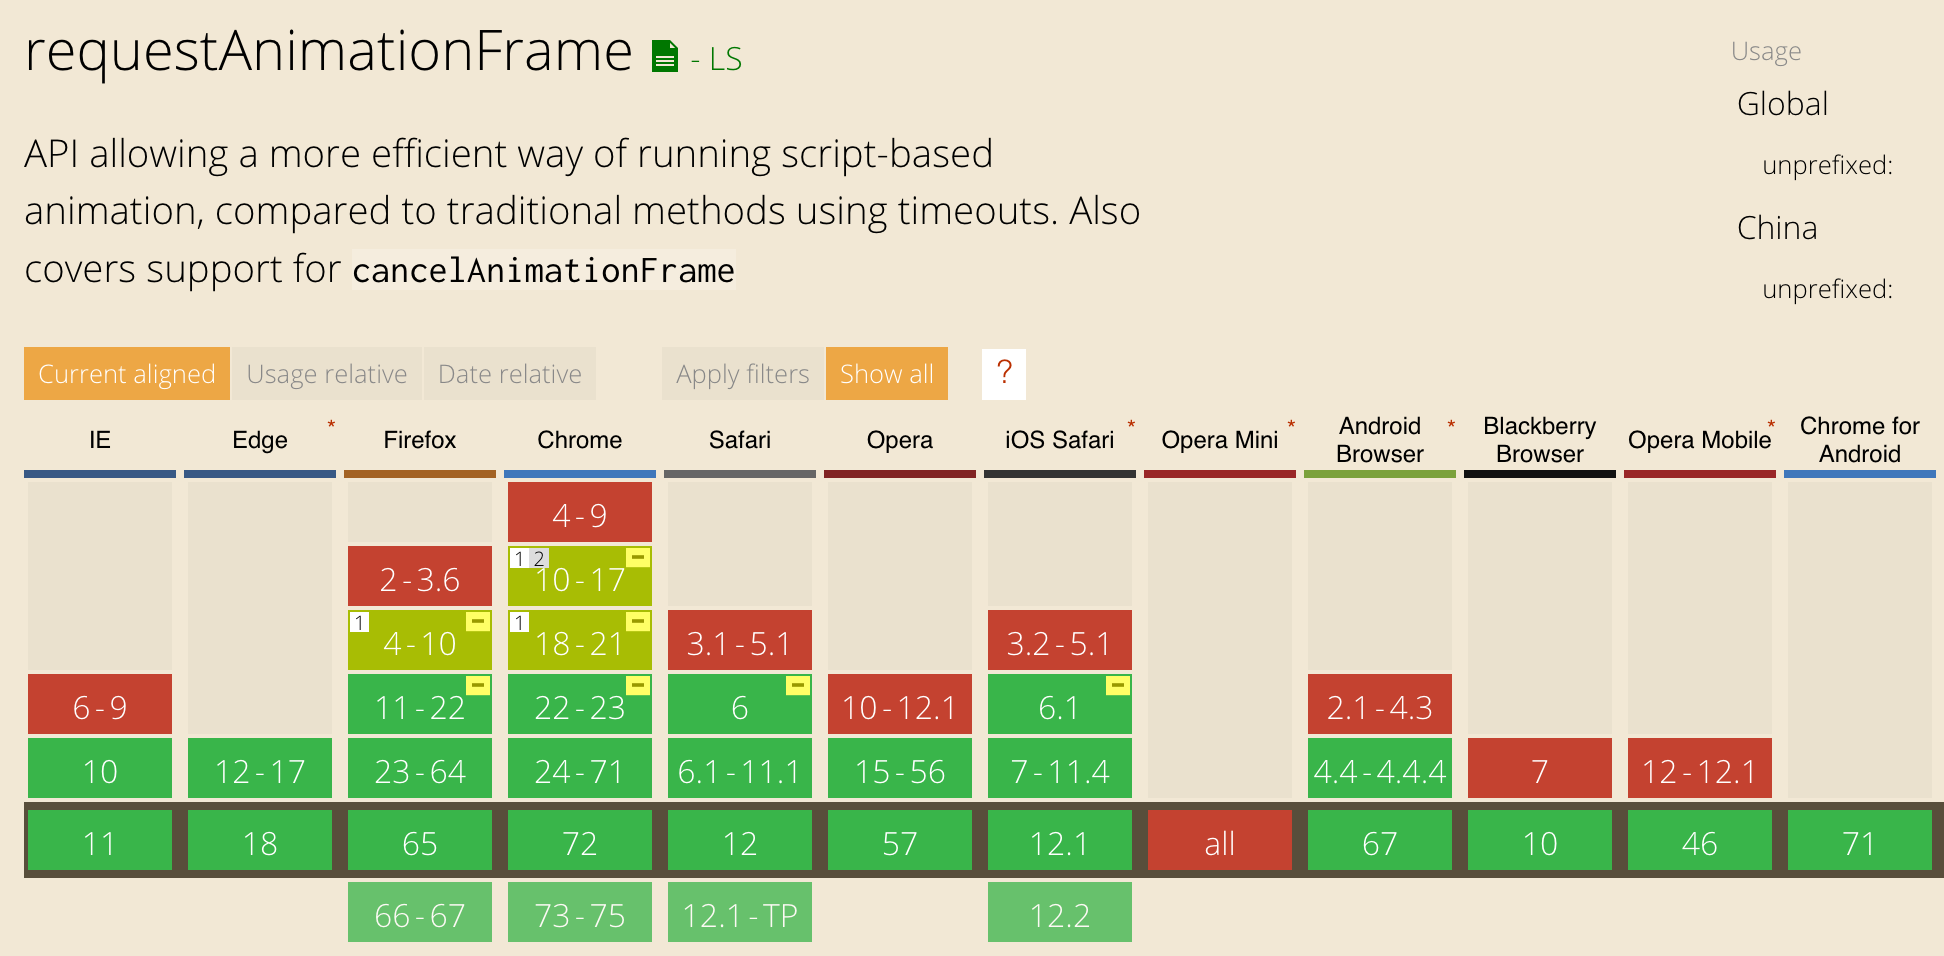 requestAnimationFrame - LS
Usage
Global
unprefixed:
China
unprefixed:
API allowing a more efficient way of running script-based
animation, compared to traditional methods using timeouts. Also
covers support for cancelAnimationFrame
Current aligned Usage relative Date relative Apply filters Show all ?
IE Edge * Firefox Chrome Safari Opera iOS Safari * Opera Mini * Android Browser * Blackberry Browser Opera Mobile * Chrome for Android
4-9
2-3.6 1 2 10-17
1 4-10 1 18-21 3.1-5.1 3.2-5.1
6-9 11-22 22-23 6 10-12.1 6.1 2.1-4.3
10 12-17 23-64 24-71 6.1-11.1 15-56 7-11.4 4.4-4.4.4 7 12-12.1
11 18 65 72 12 57 12.1 all 67 10 46 71
66-67 73-75 12.1-TP 12.2